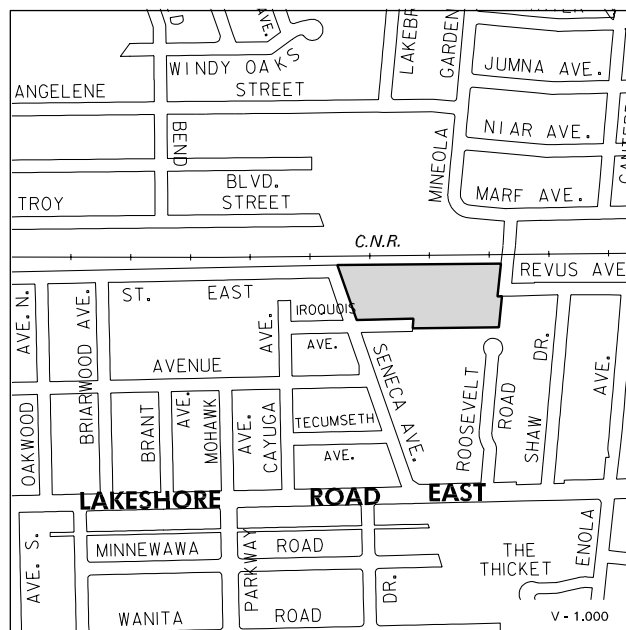 D
AVE.
LAKEB
GARDEN
WINDY OAKS
JUMNA AVE.
ANGELENE
STREET
BEND
NIAR AVE.
MINEOLA
BLVD.
MARF AVE.
TROY
STREET
C.N.R.
REVUS AVE
AVE. N.
BRIARWOOD AVE.
ST. EAST
AVE.
IROQUOIS
AVE.
SENECA AVE.
DR.
AVE.
AVENUE
OAKWOOD
BRANT
AVE.
MOHAWK
AVE.
CAYUGA
TECUMSETH
AVE.
ROOSEVELT
ROAD
SHAW
LAKESHORE ROAD EAST
AVE. S.
MINNEWAWA ROAD
PARKWAY
DR.
THE
THICKET
ENOLA
WANITA ROAD
V - 1.000